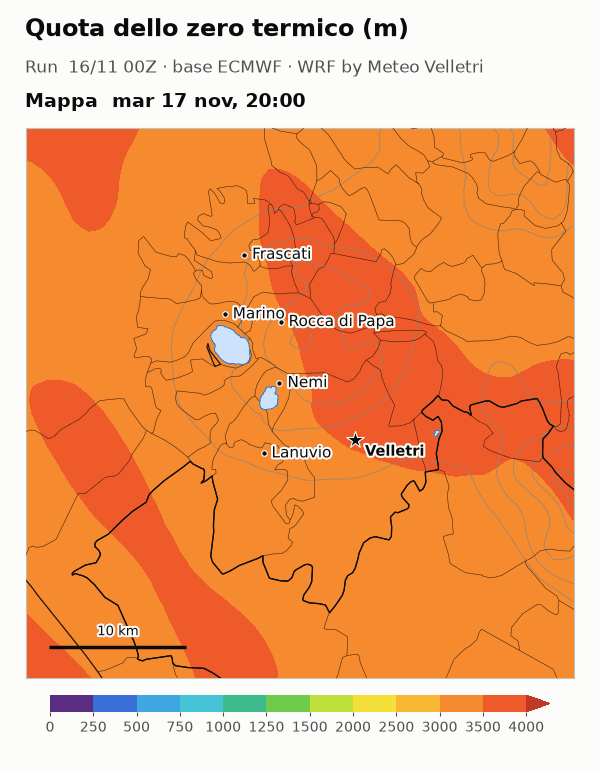 Quota dello zero termico (m)
Run 16/11 00Z · base ECMWF · WRF by Meteo Velletri
Mappa mar 17 nov, 20:00
Frascati
Marino
Rocca di Papa
Nemi
Velletri
Lanuvio
10 km
0 250 500 750 1000 1250 1500 2000 2500 3000 3500 4000